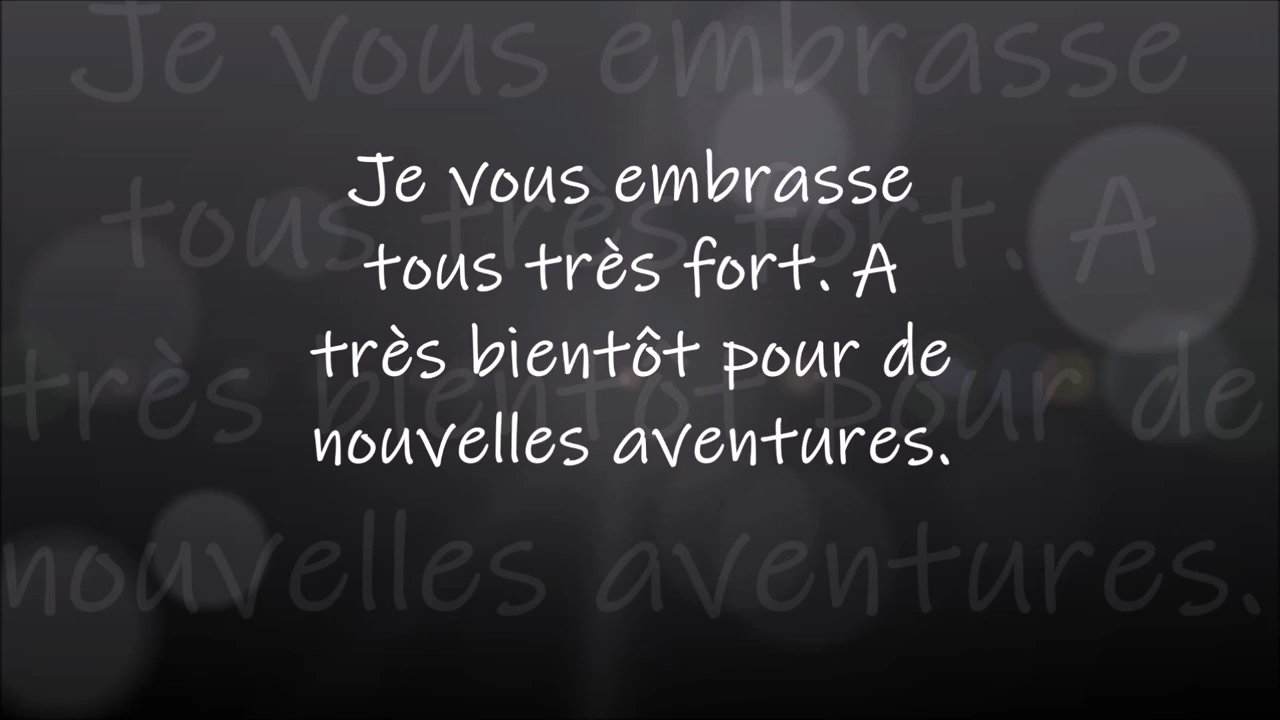 Je vous embrasse
tous très fort. A
très bientôt pour de
nouvelles aventures.